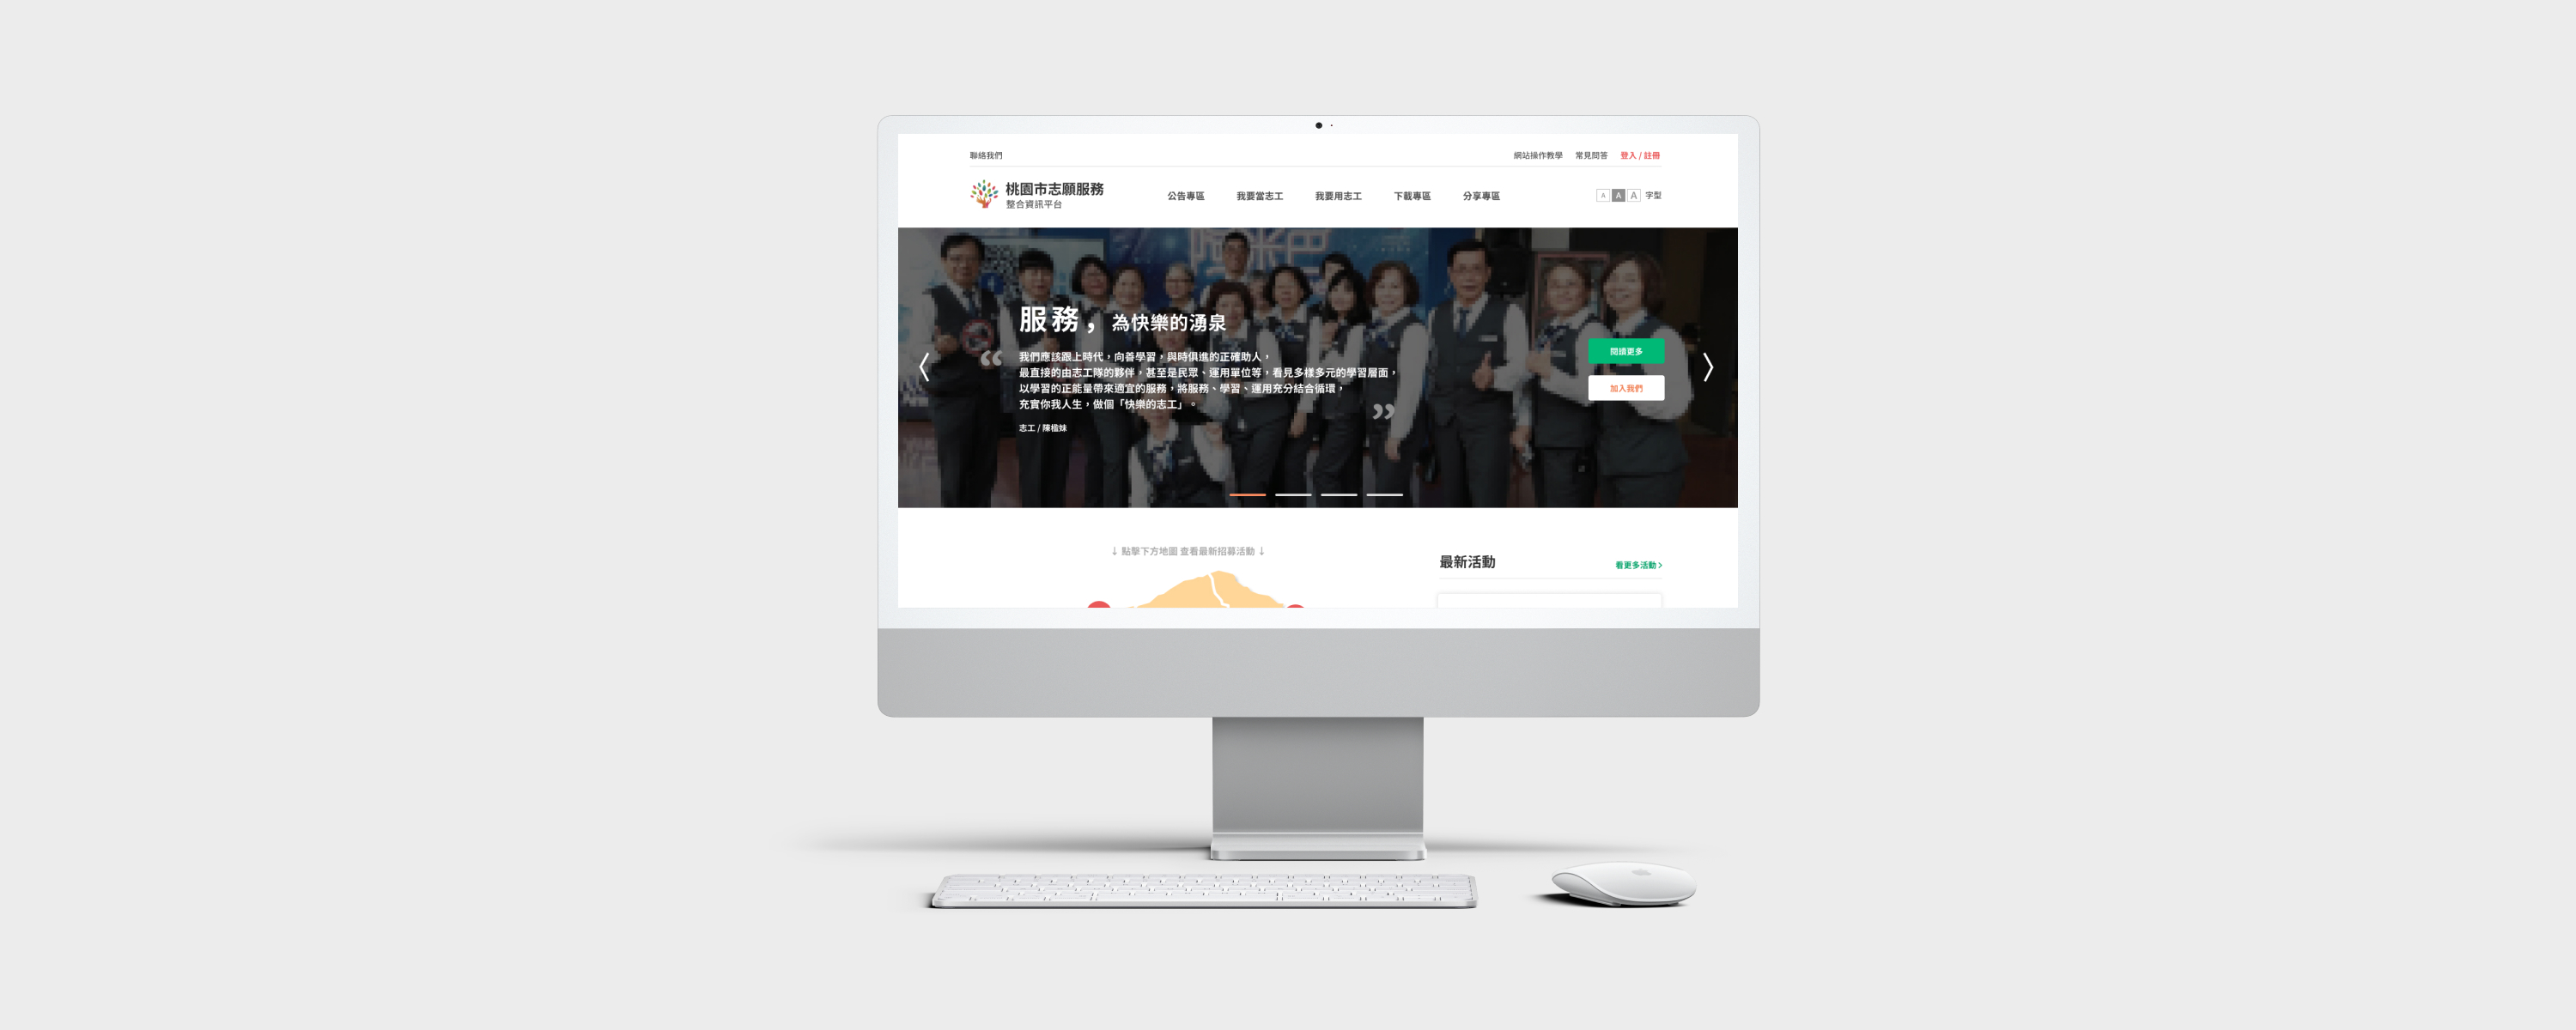 聯絡我們
網站操作教學 常見問答 登入 / 註冊
桃園市志願服務
整合資訊平台
公告專區 我要當志工 我要用志工 下載專區 分享專區
A A A 字型
服務，為快樂的湧泉
“
我們應該跟上時代，向善學習，與時俱進的正確助人，
最直接的由志工隊的夥伴，甚至是民眾、運用單位等，看見多樣多元的學習層面，
以學習的正能量帶來適宜的服務，將服務、學習、運用充分結合循環，
充實你我人生，做個「快樂的志工」。
”
志工 / 陳楹妹
閱讀更多
加入我們
↓ 點擊下方地圖 查看最新招募活動 ↓
最新活動
看更多活動 >